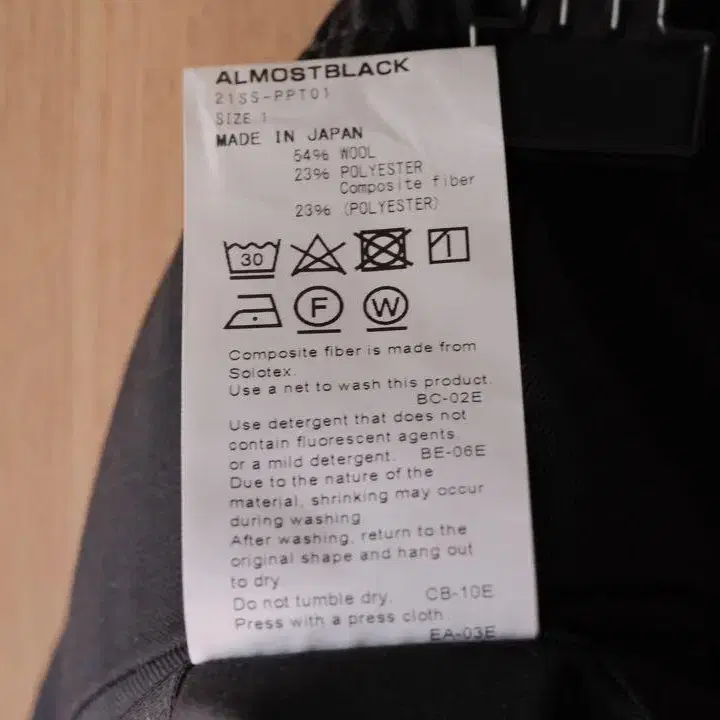 ALMOSTBLACK
21SS-PPT01
SIZE 1
MADE IN JAPAN
54% WOOL
23% POLYESTER
Composite fiber
23% (POLYESTER)
30
F W
Composite fiber is made from
Solotex.
Use a net to wash this product.
BC-02E
Use detergent that does not
contain fluorescent agents,
or a mild detergent. BE-06E
Due to the nature of the
material, shrinking may occur
during washing
After washing, return to the
original shape and hang out
to dry
Do not tumble dry. CB-10E
Press with a press cloth.
EA-03E